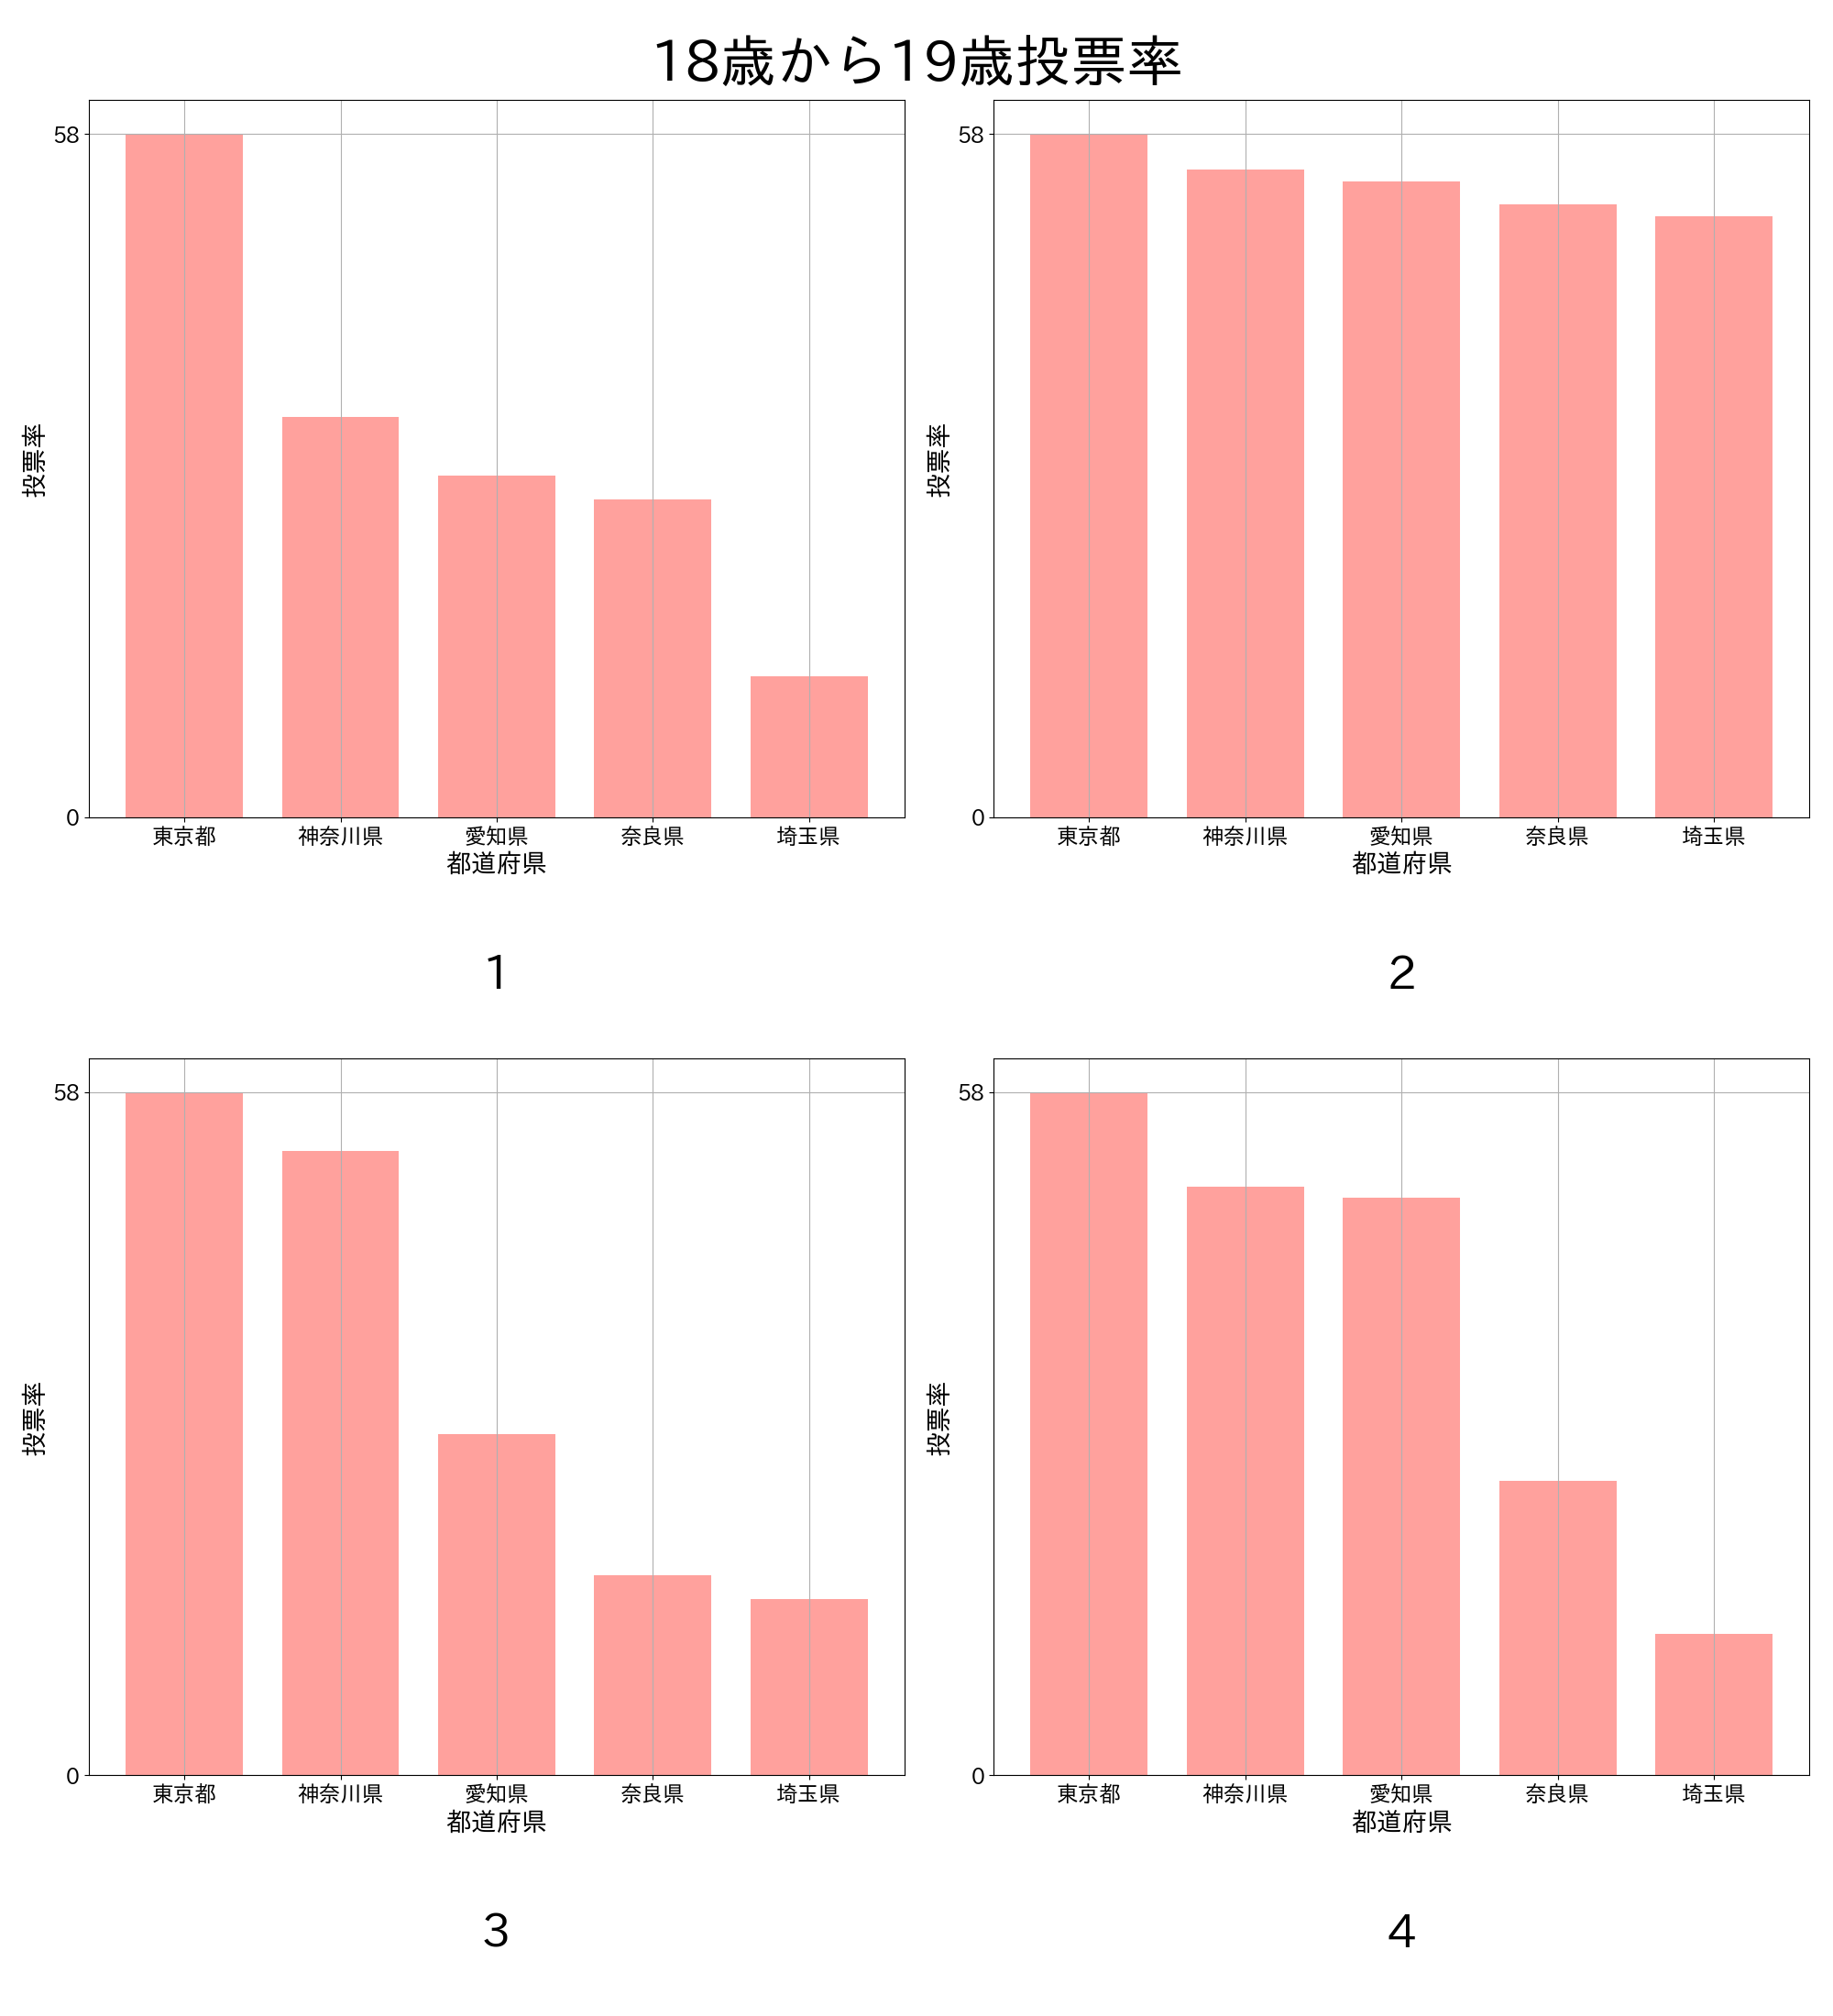 18歳から19歳投票率
58
0
投票率
東京都 神奈川県 愛知県 奈良県 埼玉県
都道府県
1
58
0
投票率
東京都 神奈川県 愛知県 奈良県 埼玉県
都道府県
2
58
0
投票率
東京都 神奈川県 愛知県 奈良県 埼玉県
都道府県
3
58
0
投票率
東京都 神奈川県 愛知県 奈良県 埼玉県
都道府県
4